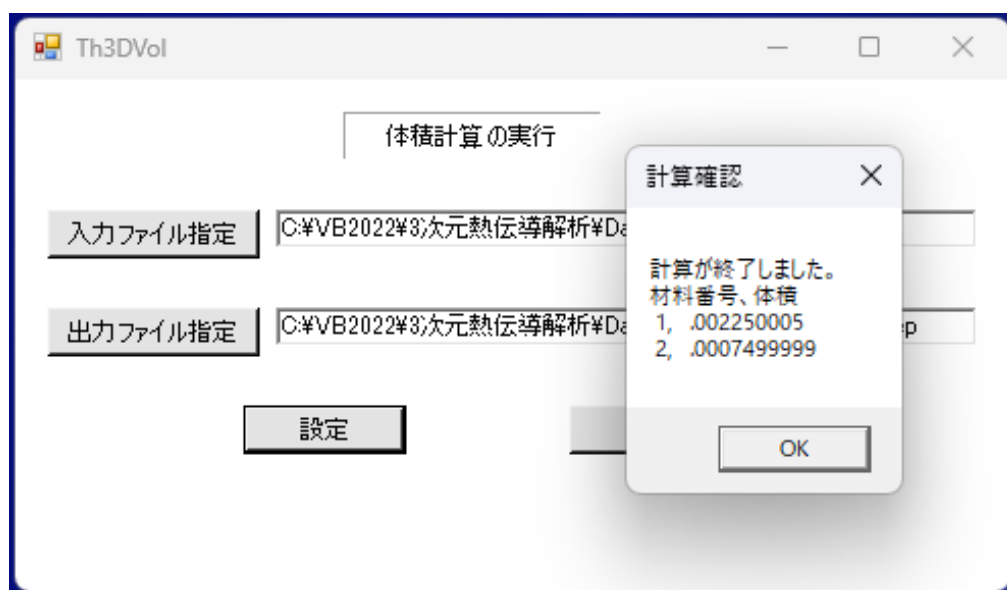 Th3DVol
体積計算の実行
入力ファイル指定
C:¥VB2022¥3次元熱伝導解析¥Da
出力ファイル指定
C:¥VB2022¥3次元熱伝導解析¥Da
p
設定
計算確認
計算が終了しました。
材料番号、体積
1, .002250005
2, .0007499999
OK